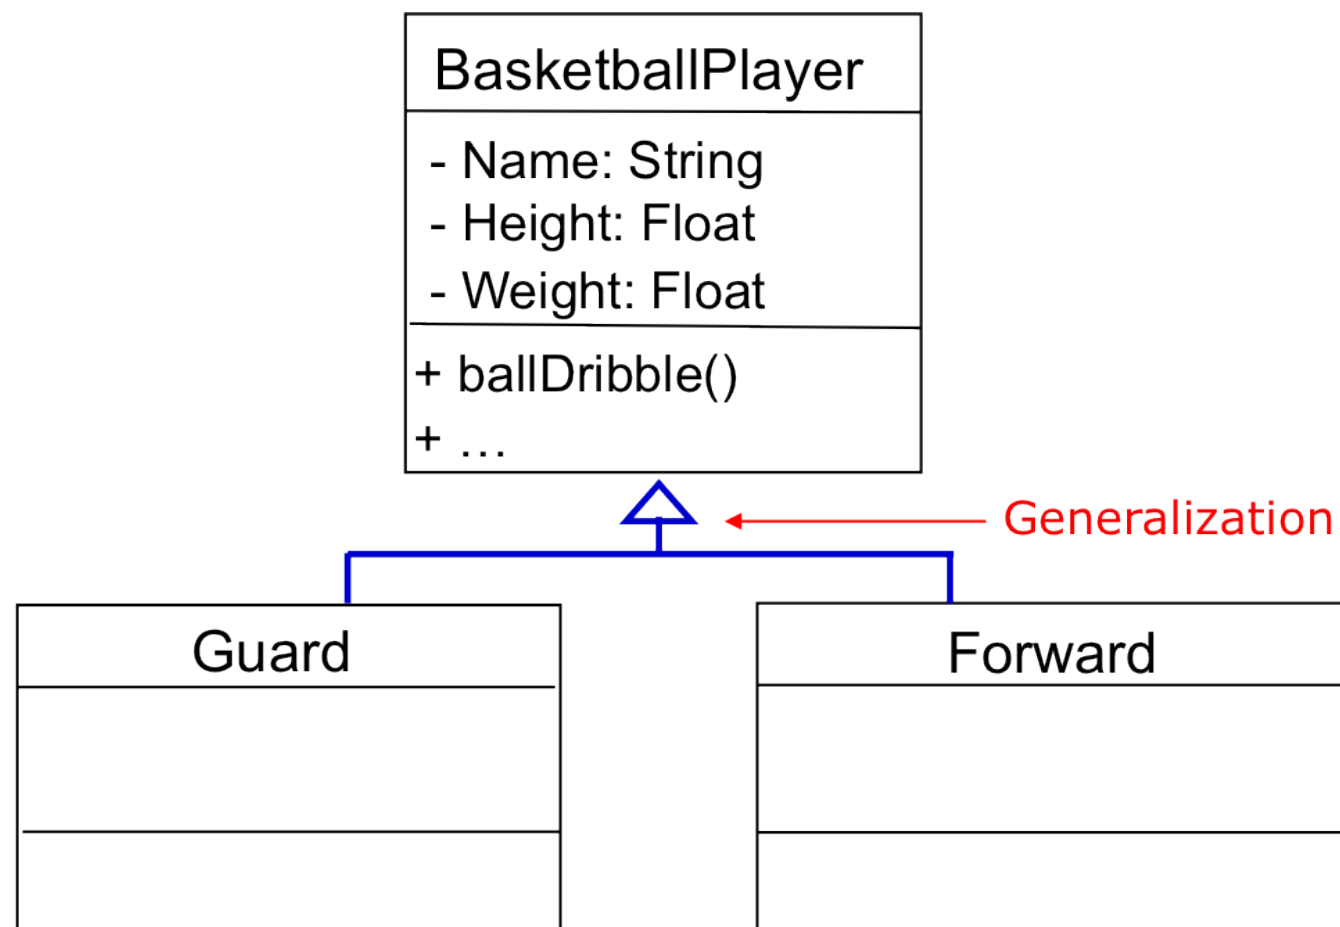 BasketballPlayer
- Name: String
- Height: Float
- Weight: Float
+ ballDribble()
+ …
Generalization
Guard
Forward